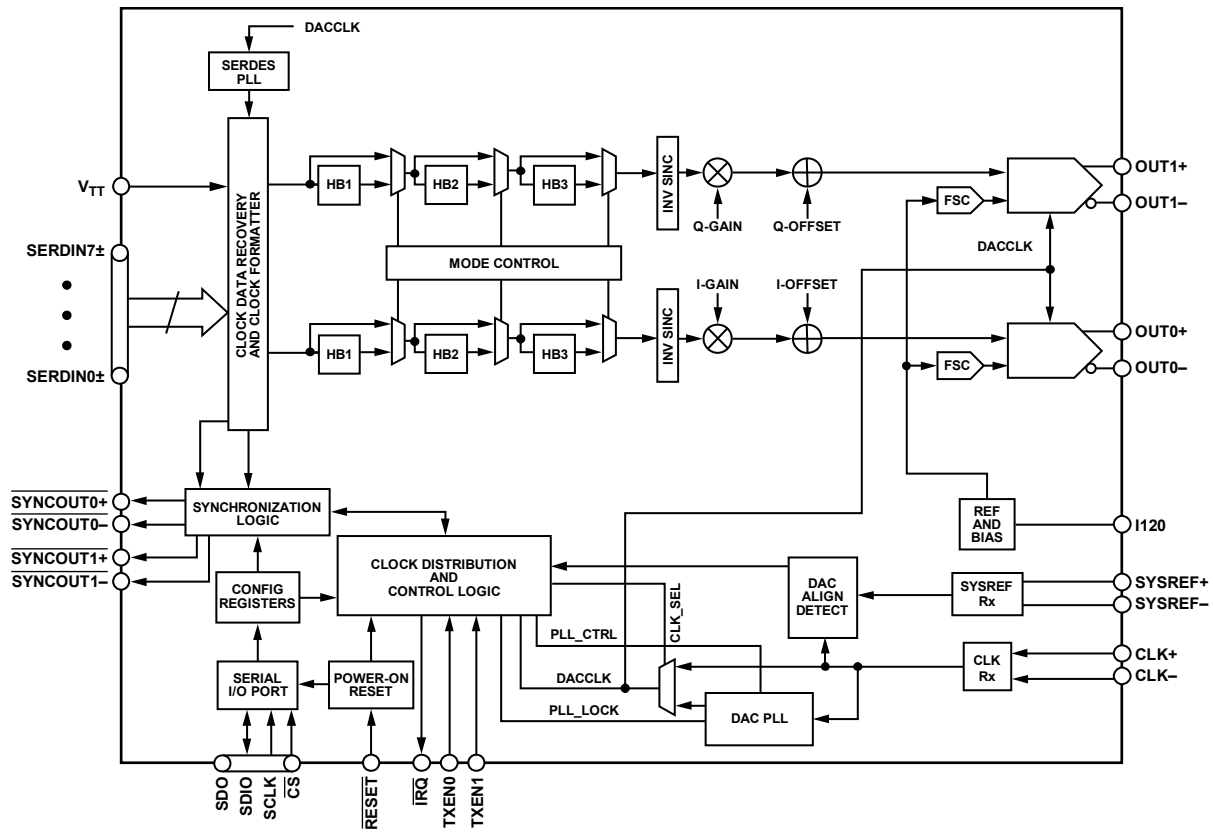 DACCLK
SERDES
PLL
CLOCK DATA RECOVERY
AND CLOCK FORMATTER
VTT
SERDIN7±
SERDIN0±
HB1
HB2
HB3
INV SINC
Q-GAIN
Q-OFFSET
FSC
OUT1+
OUT1–
DACCLK
MODE CONTROL
I-GAIN
I-OFFSET
HB1
HB2
HB3
INV SINC
FSC
OUT0+
OUT0–
SYNCOUT0+
SYNCOUT0–
SYNCOUT1+
SYNCOUT1–
SYNCHRONIZATION
LOGIC
REF
AND
BIAS
I120
CLOCK DISTRIBUTION
AND
CONTROL LOGIC
CONFIG
REGISTERS
CLK_SEL
DAC
ALIGN
DETECT
SYSREF
Rx
SYSREF+
SYSREF–
PLL_CTRL
SERIAL
I/O PORT
POWER-ON
RESET
DACCLK
CLK
Rx
CLK+
CLK–
PLL_LOCK
DAC PLL
SDO
SDIO
SCLK
CS
RESET
IRQ
TXEN0
TXEN1